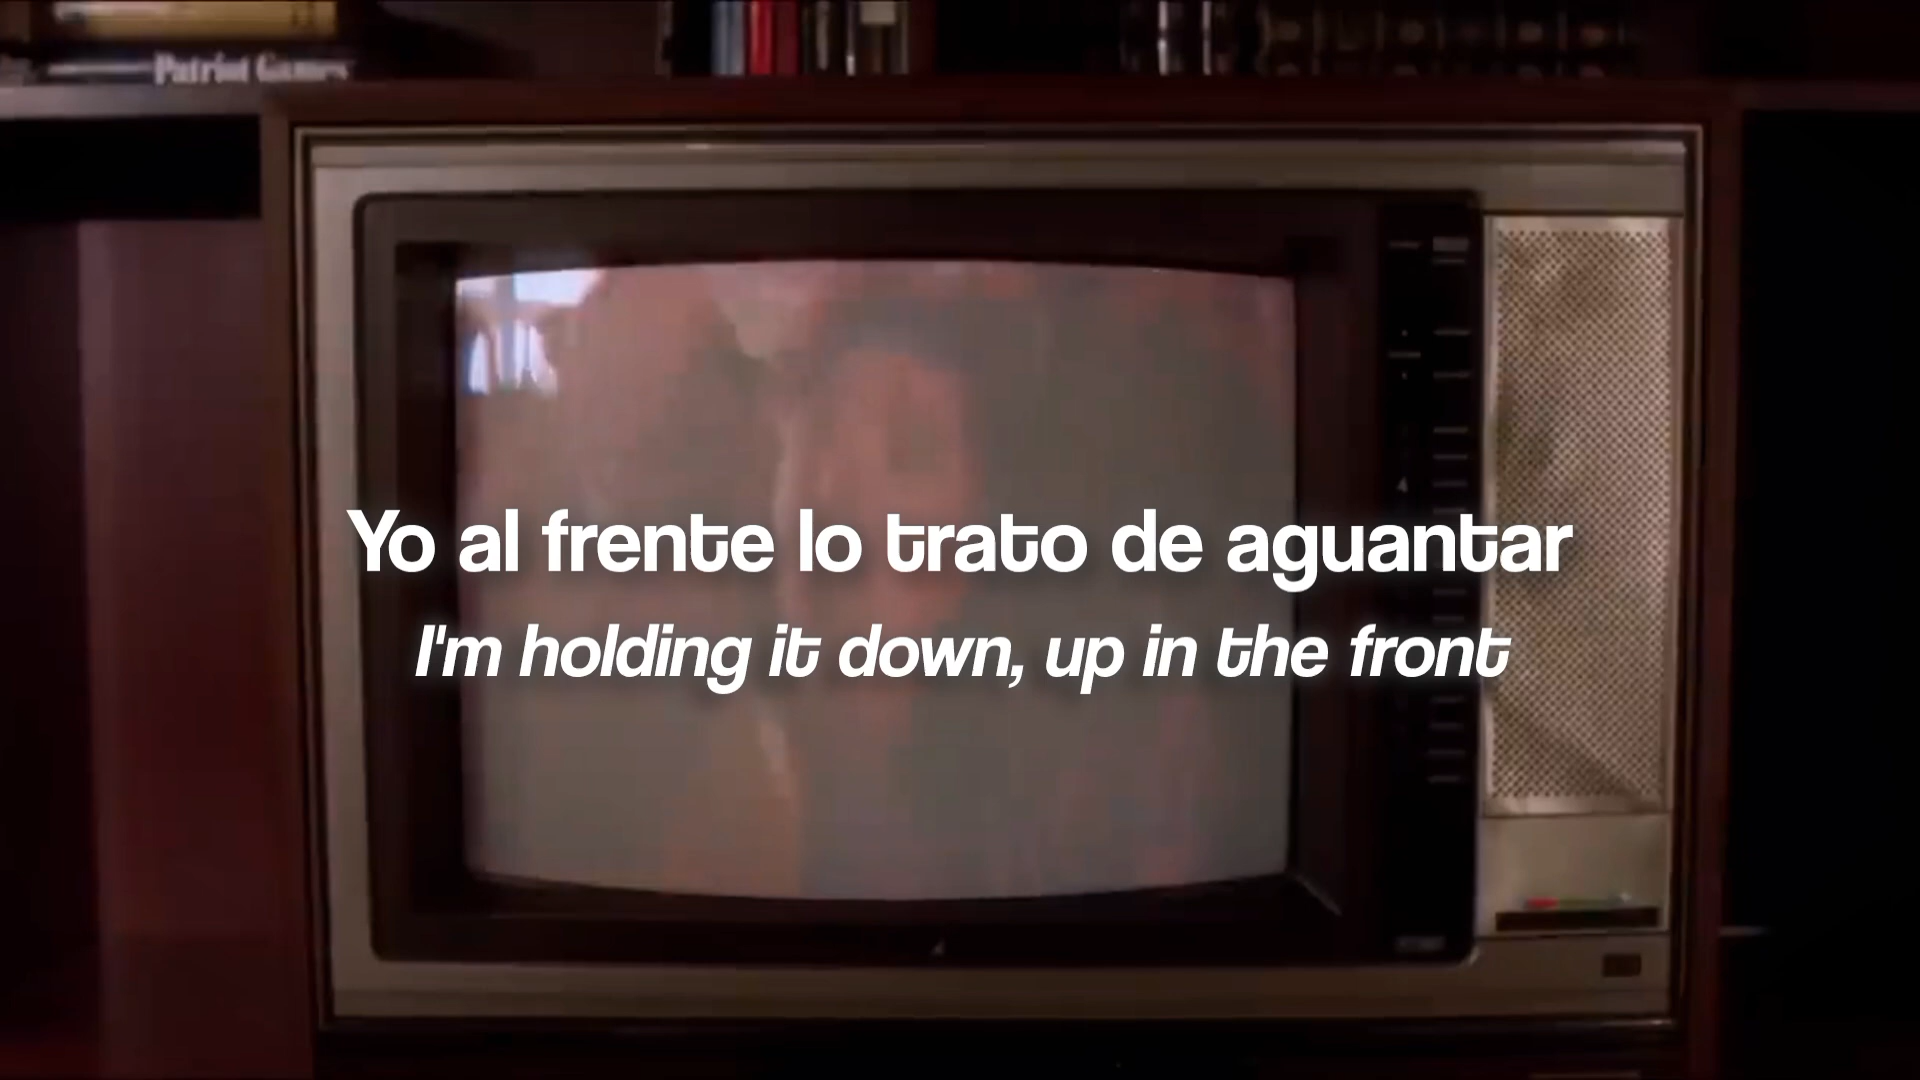 Patriot Games
Yo al frente lo trato de aguantar
I'm holding it down, up in the front